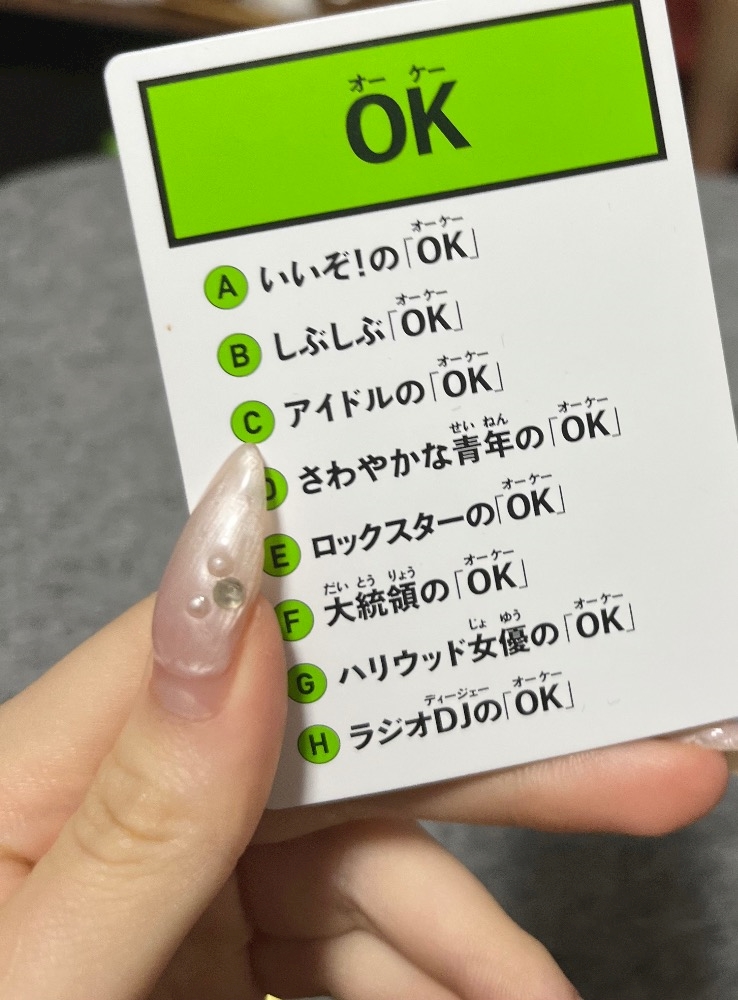 OK
A いいぞ!の「OK」
B しぶしぶ「OK」
C アイドルの「OK」
D さわやかな青年の「OK」
E ロックスターの「OK」
F 大統領の「OK」
G ハリウッド女優の「OK」
H ラジオDJの「OK」